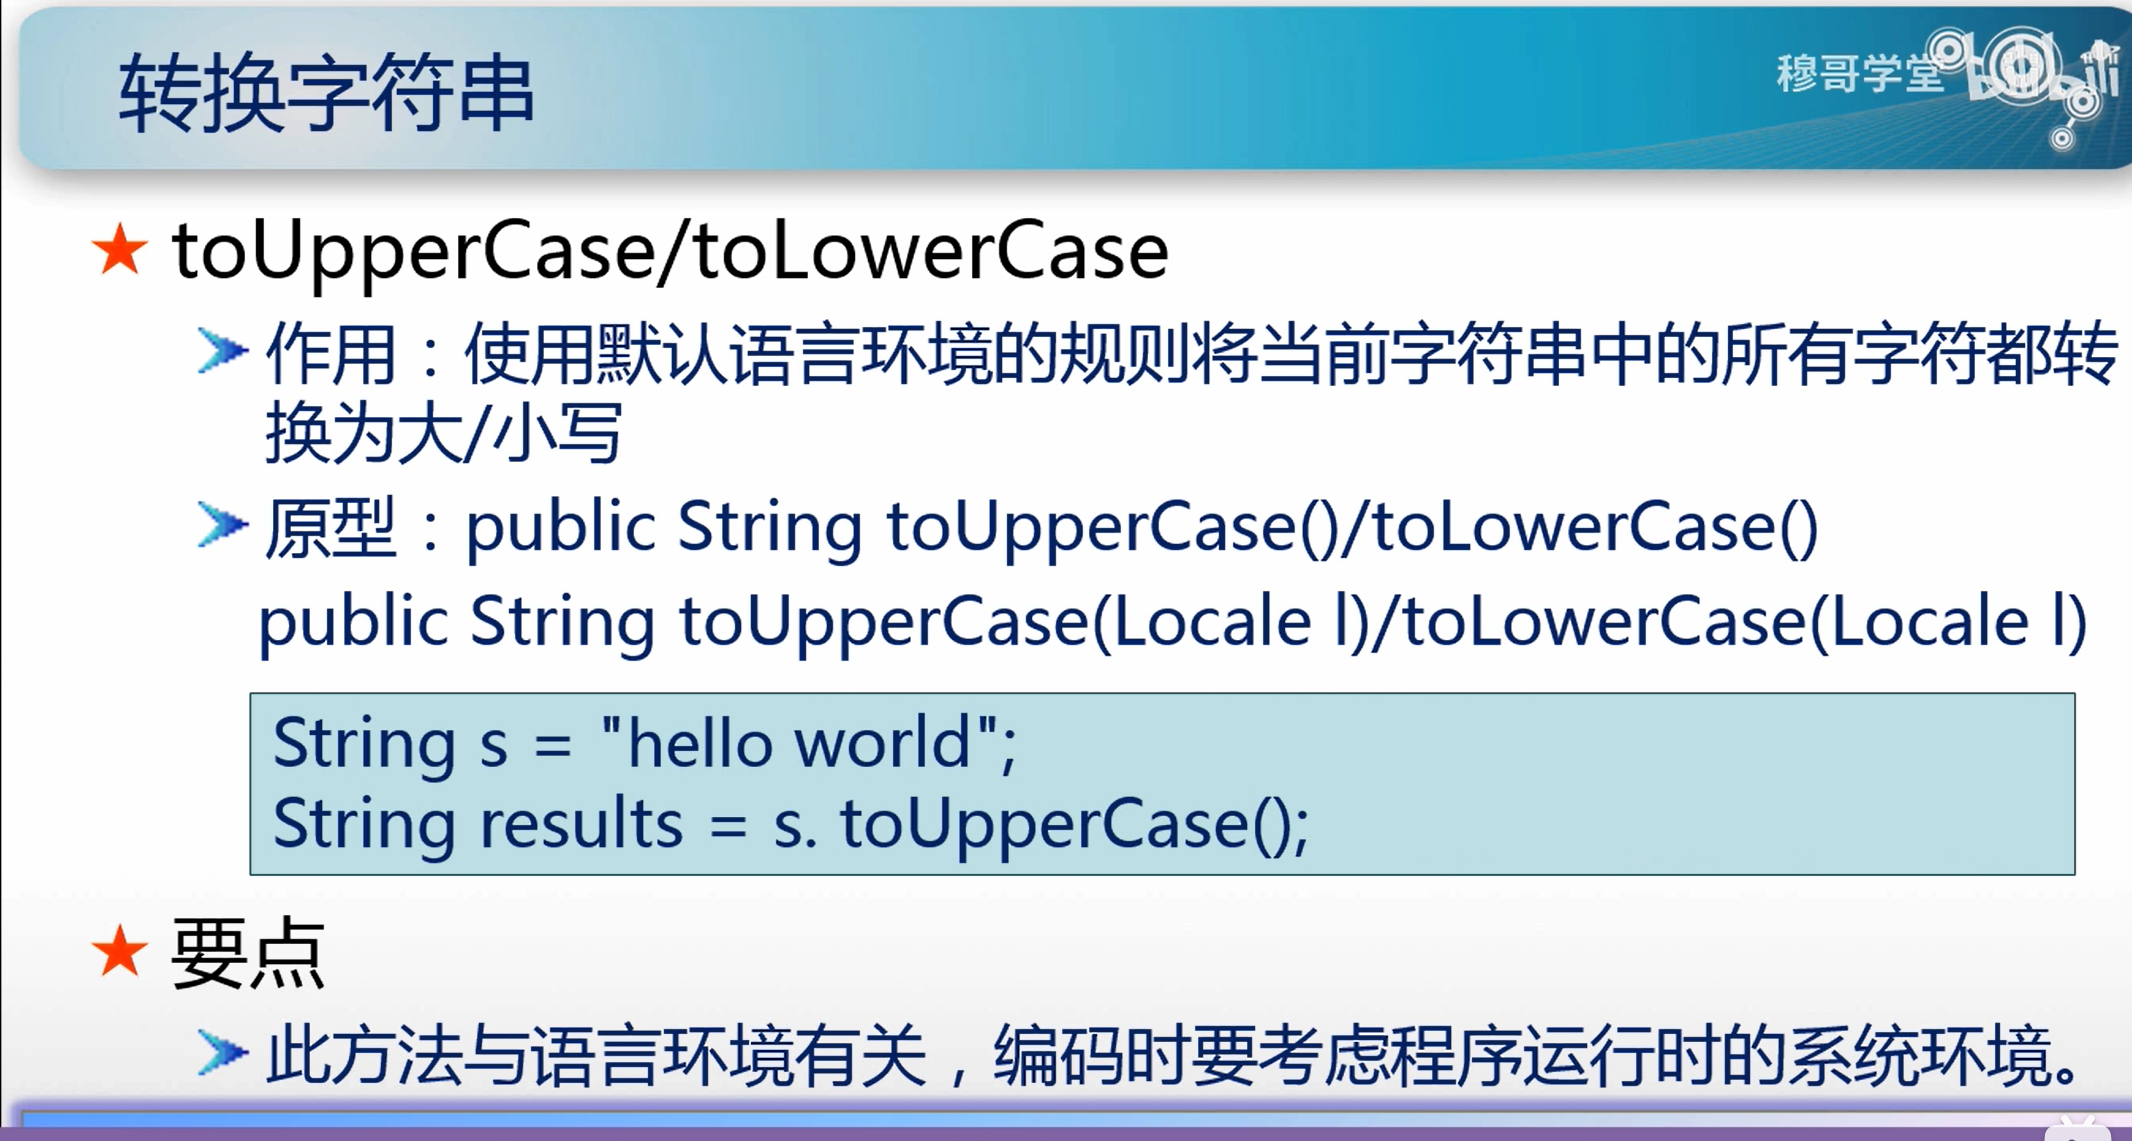 转换字符串
穆哥学堂 bilibili
toUpperCase/toLowerCase
作用：使用默认语言环境的规则将当前字符串中的所有字符都转
换为大/小写
原型：public String toUpperCase()/toLowerCase()
public String toUpperCase(Locale l)/toLowerCase(Locale l)
String s = "hello world";
String results = s. toUpperCase();
要点
此方法与语言环境有关，编码时要考虑程序运行时的系统环境。